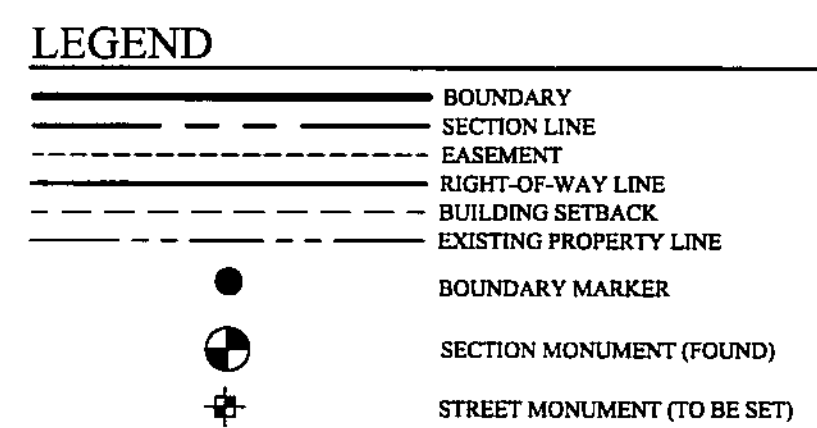 LEGEND
BOUNDARY
SECTION LINE
EASEMENT
RIGHT-OF-WAY LINE
BUILDING SETBACK
EXISTING PROPERTY LINE
BOUNDARY MARKER
SECTION MONUMENT (FOUND)
STREET MONUMENT (TO BE SET)